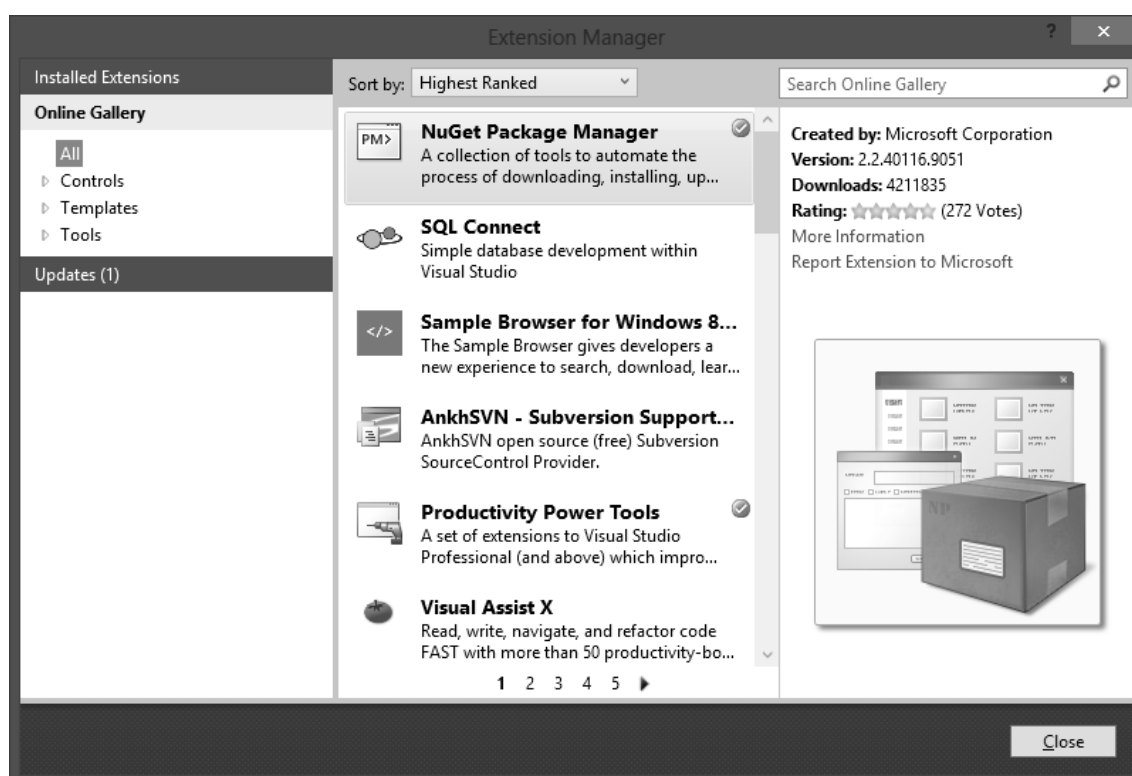 Extension Manager
?
Installed Extensions
Online Gallery
All
Controls
Templates
Tools
Updates (1)
Sort by: Highest Ranked
PM>
NuGet Package Manager
A collection of tools to automate the
process of downloading, installing, up...
SQL Connect
Simple database development within
Visual Studio
</>
Sample Browser for Windows 8...
The Sample Browser gives developers a
new experience to search, download, lear...
AnkhSVN - Subversion Support...
AnkhSVN open source (free) Subversion
SourceControl Provider.
Productivity Power Tools
A set of extensions to Visual Studio
Professional (and above) which impro...
Visual Assist X
Read, write, navigate, and refactor code
FAST with more than 50 productivity-bo...
1 2 3 4 5
Search Online Gallery
Created by: Microsoft Corporation
Version: 2.2.40116.9051
Downloads: 4211835
Rating: (272 Votes)
More Information
Report Extension to Microsoft
NP
Close